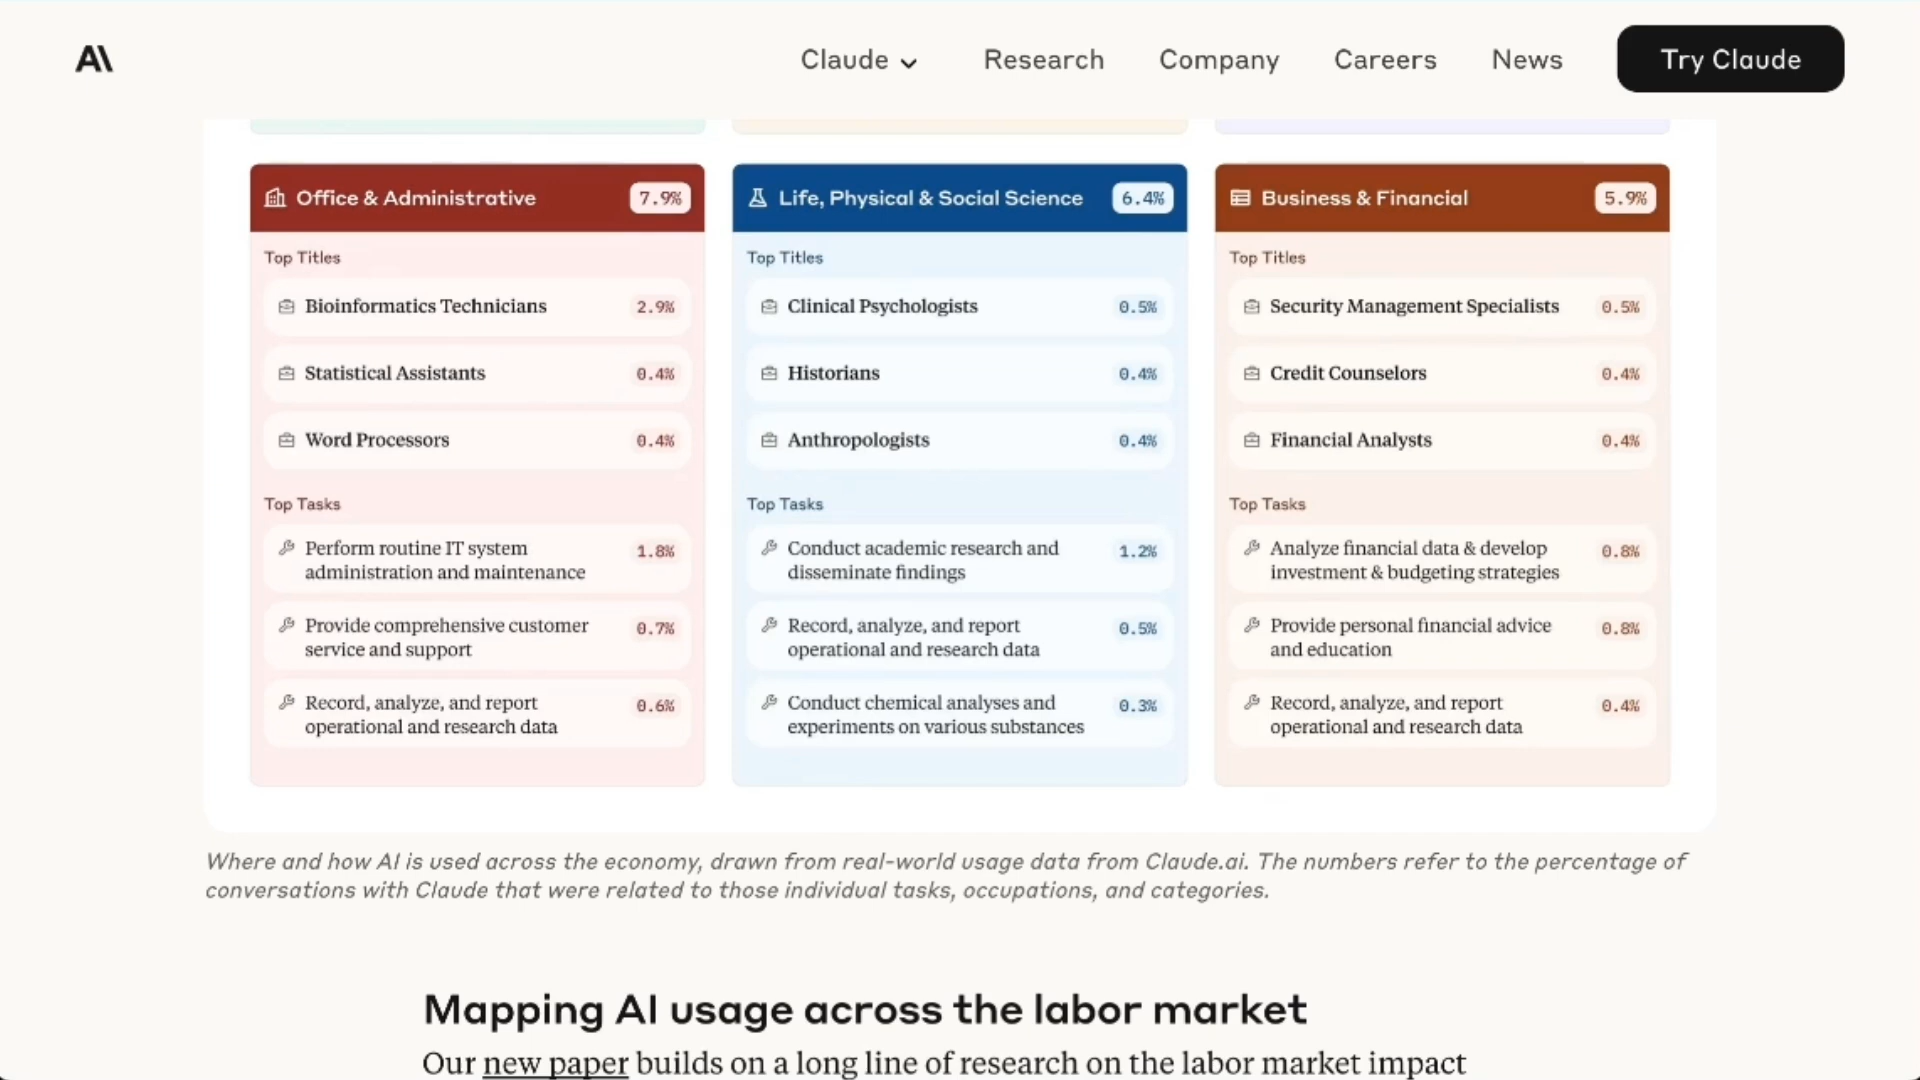 Claude
Research
Company
Careers
News
Try Claude
Office & Administrative
7.9%
Top Titles
Bioinformatics Technicians
2.9%
Statistical Assistants
0.4%
Word Processors
0.4%
Top Tasks
Perform routine IT system
administration and maintenance
1.8%
Provide comprehensive customer
service and support
0.7%
Record, analyze, and report
operational and research data
0.6%
Life, Physical & Social Science
6.4%
Top Titles
Clinical Psychologists
0.5%
Historians
0.4%
Anthropologists
0.4%
Top Tasks
Conduct academic research and
disseminate findings
1.2%
Record, analyze, and report
operational and research data
0.5%
Conduct chemical analyses and
experiments on various substances
0.3%
Business & Financial
5.9%
Top Titles
Security Management Specialists
0.5%
Credit Counselors
0.4%
Financial Analysts
0.4%
Top Tasks
Analyze financial data & develop
investment & budgeting strategies
0.8%
Provide personal financial advice
and education
0.8%
Record, analyze, and report
operational and research data
0.4%
Where and how AI is used across the economy, drawn from real-world usage data from Claude.ai. The numbers refer to the percentage of
conversations with Claude that were related to those individual tasks, occupations, and categories.
Mapping AI usage across the labor market
Our new paper builds on a long line of research on the labor market impact